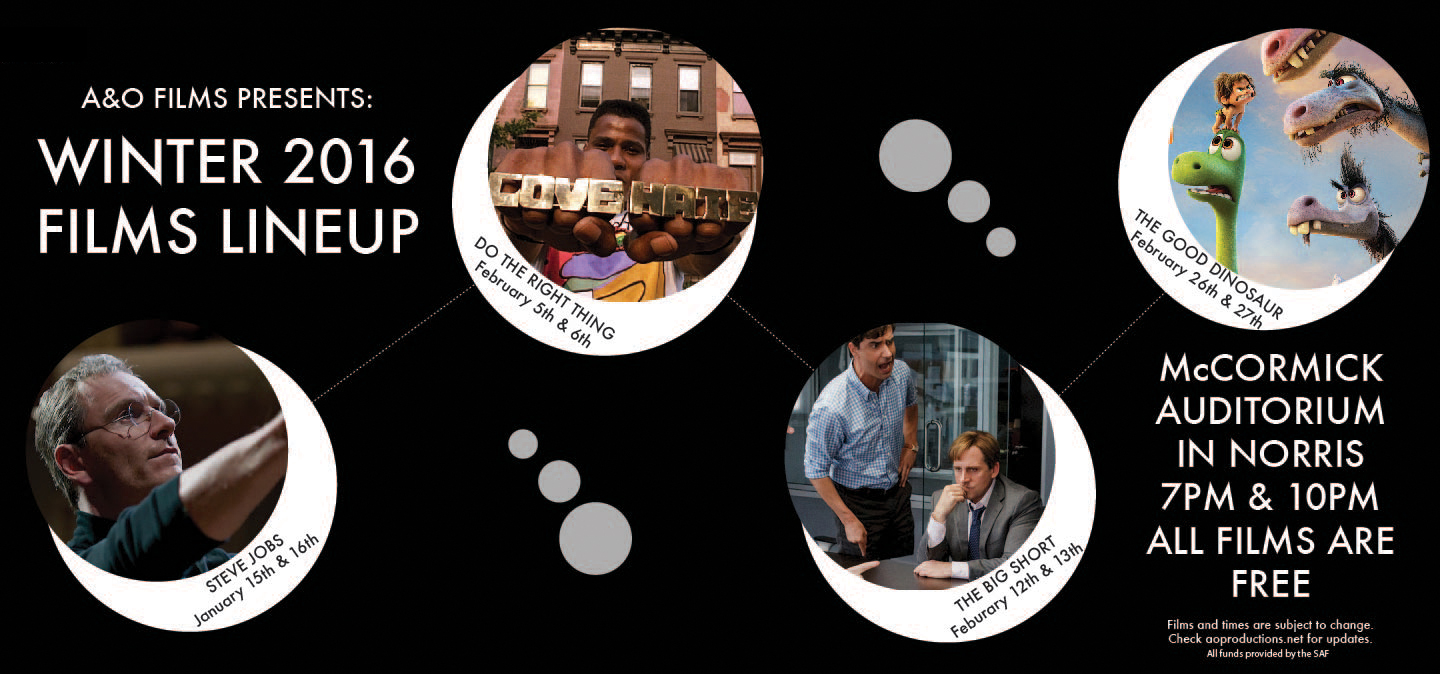 A&O FILMS PRESENTS:
WINTER 2016
FILMS LINEUP
STEVE JOBS
January 15th & 16th
LOVE HATE
DO THE RIGHT THING
February 5th & 6th
THE BIG SHORT
Feburary 12th & 13th
THE GOOD DINOSAUR
February 26th & 27th
McCORMICK
AUDITORIUM
IN NORRIS
7PM & 10PM
ALL FILMS ARE
FREE
Films and times are subject to change.
Check aoproductions.net for updates.
All funds provided by the SAF